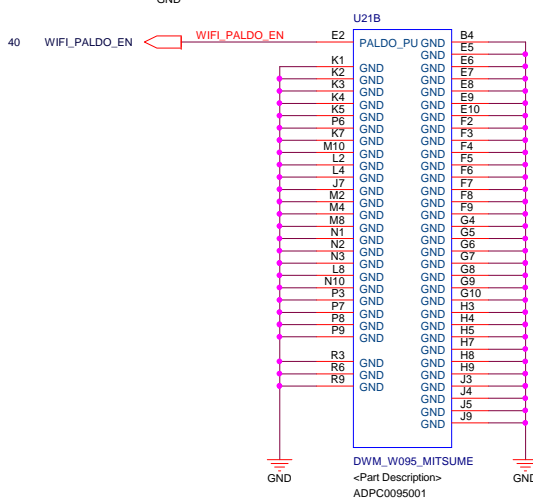 GND
U21B
40 WIFI_PALDO_EN WIFI_PALDO_EN E2 PALDO_PU GND B4
GND E5
K1 GND GND E6
K2 GND GND E7
K3 GND GND E8
K4 GND GND E9
K5 GND GND E10
P6 GND GND F2
K7 GND GND F3
M10 GND GND F4
L2 GND GND F5
L4 GND GND F6
J7 GND GND F7
M2 GND GND F8
M4 GND GND F9
M8 GND GND G4
N1 GND GND G5
N2 GND GND G6
N3 GND GND G7
L8 GND GND G8
N10 GND GND G9
P3 GND GND G10
P7 GND GND H3
P8 GND GND H4
P9 GND GND H5
GND H7
R3 GND GND H8
R6 GND GND H9
R9 GND GND J3
GND J4
GND J5
GND J9
DWM_W095_MITSUME
GND <Part Description> GND
ADPC0095001